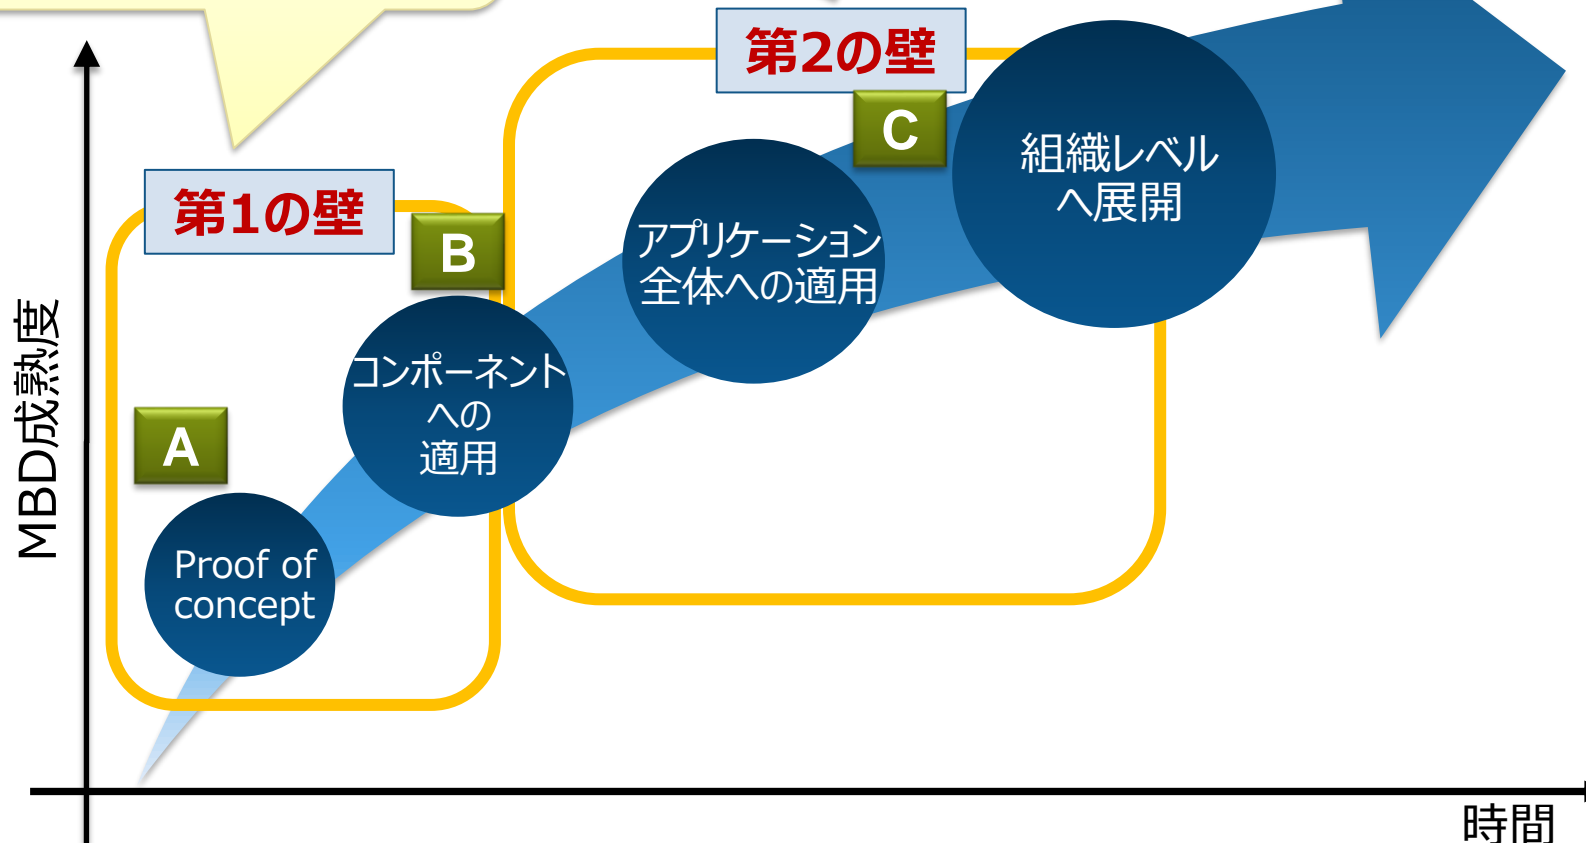 第2の壁
C
組織レベル
へ展開
第1の壁
B
アプリケーション
全体への適用
コンポーネント
への
適用
A
Proof of
concept
MBD成熟度
時間